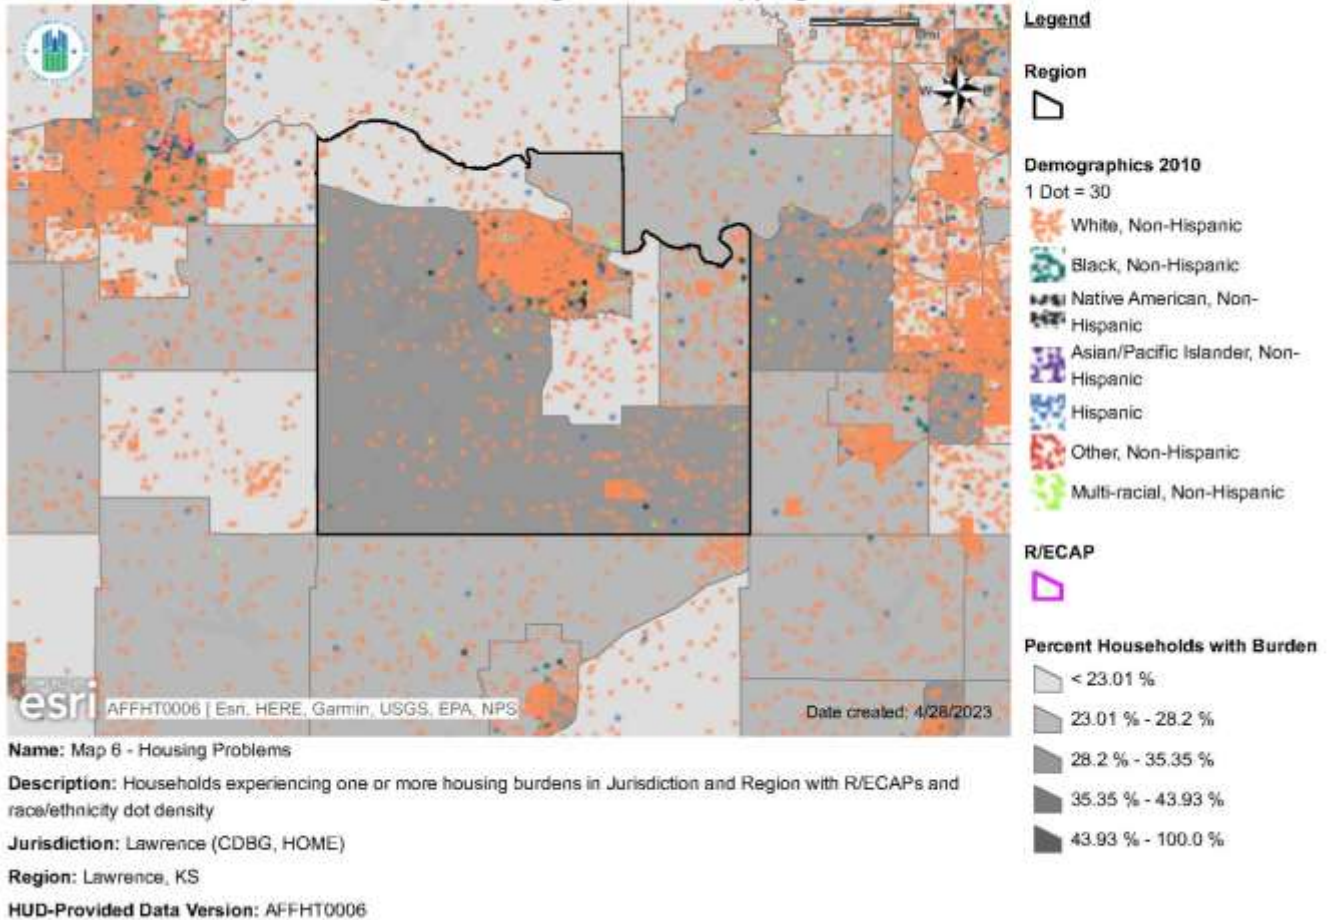 Legend
Region
Demographics 2010
1 Dot = 30
White, Non-Hispanic
Black, Non-Hispanic
Native American, Non-
Hispanic
Asian/Pacific Islander, Non-
Hispanic
Hispanic
Other, Non-Hispanic
Multi-racial, Non-Hispanic
R/ECAP
Percent Households with Burden
< 23.01 %
23.01 % - 28.2 %
28.2 % - 35.35 %
35.35 % - 43.93 %
43.93 % - 100.0 %
N
W
E
esri
AFFHT0006 | Esri, HERE, Garmin, USGS, EPA, NPS
Date created: 4/28/2023
Name: Map 6 - Housing Problems
Description: Households experiencing one or more housing burdens in Jurisdiction and Region with R/ECAPs and
race/ethnicity dot density
Jurisdiction: Lawrence (CDBG, HOME)
Region: Lawrence, KS
HUD-Provided Data Version: AFFHT0006